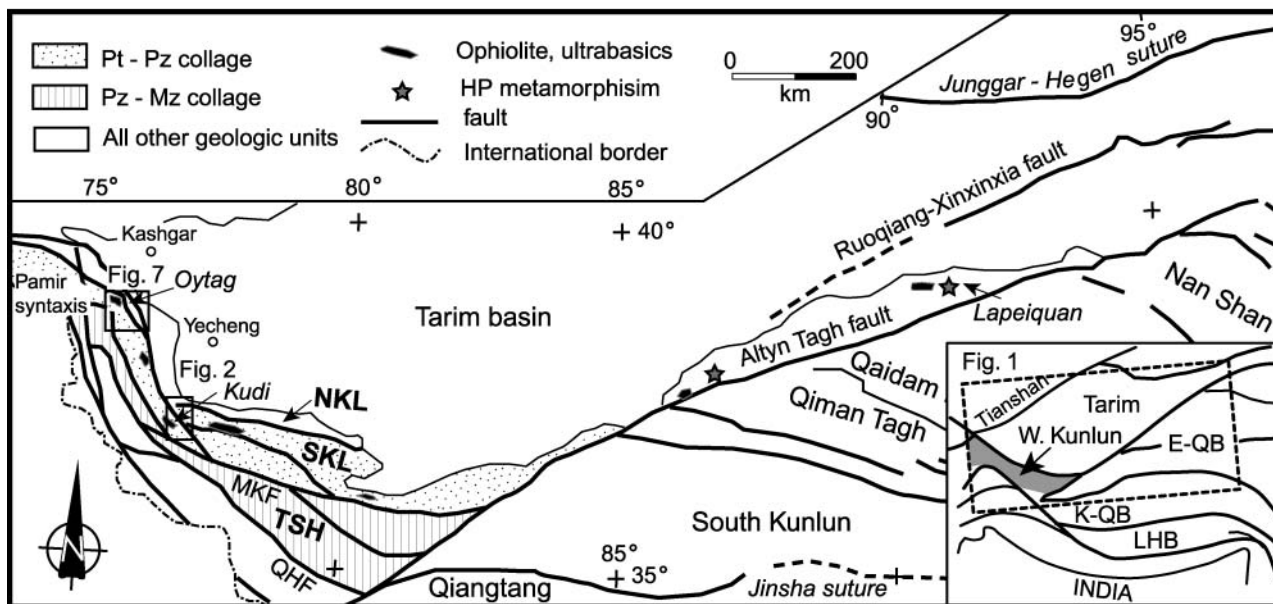 Pt - Pz collage
Pz - Mz collage
All other geologic units
Ophiolite, ultrabasics
HP metamorphisim
fault
International border
0 200
km
95°
Junggar - Hegen suture
90°
75°
80°
85°
40°
Kashgar
Fig. 7
Oytag
Pamir
syntaxis
Yecheng
Tarim basin
Ruoqiang-Xinxinxia fault
Nan Shan
Lapeiquan
Altyn Tagh fault
Fig. 2
Kudi
NKL
SKL
Qaidam
Qiman Tagh
MKF
TSH
QHF
South Kunlun
85°
35°
Qiangtang
Jinsha suture
N
Fig. 1
Tianshan
Tarim
W. Kunlun
E-QB
K-QB
LHB
INDIA